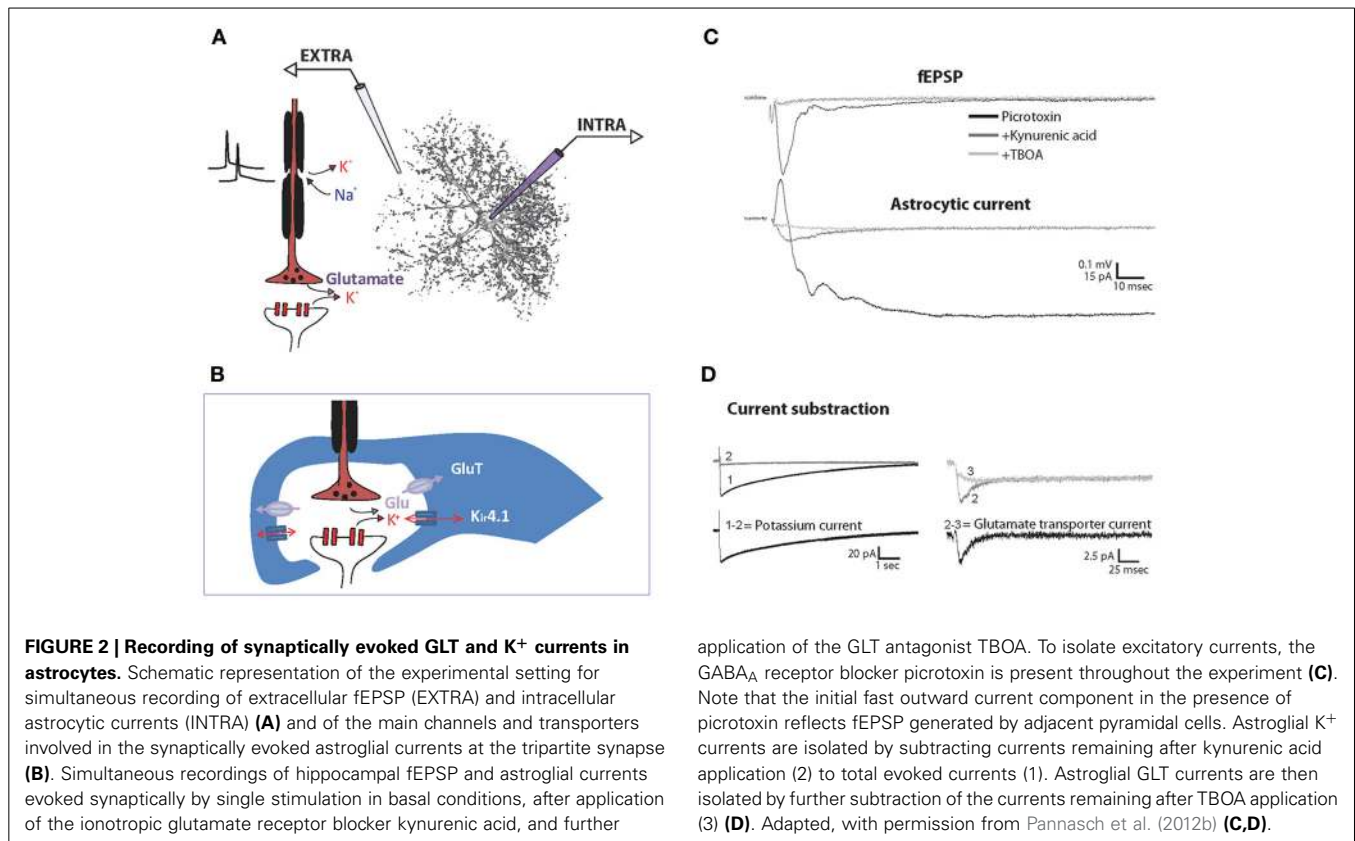 A
EXTRA
INTRA
K+
Na+
Glutamate
K+
B
GluT
Glu
K+
Kir4.1
C
fEPSP
Picrotoxin
+Kynurenic acid
+TBOA
Astrocytic current
0.1 mV
15 pA
10 msec
D
Current substraction
2
1
3
2
1-2= Potassium current
20 pA
1 sec
2-3= Glutamate transporter current
2.5 pA
25 msec
FIGURE 2 | Recording of synaptically evoked GLT and K+ currents in
astrocytes. Schematic representation of the experimental setting for
simultaneous recording of extracellular fEPSP (EXTRA) and intracellular
astrocytic currents (INTRA) (A) and of the main channels and transporters
involved in the synaptically evoked astroglial currents at the tripartite synapse
(B). Simultaneous recordings of hippocampal fEPSP and astroglial currents
evoked synaptically by single stimulation in basal conditions, after application
of the ionotropic glutamate receptor blocker kynurenic acid, and further
application of the GLT antagonist TBOA. To isolate excitatory currents, the
GABAA receptor blocker picrotoxin is present throughout the experiment (C).
Note that the initial fast outward current component in the presence of
picrotoxin reflects fEPSP generated by adjacent pyramidal cells. Astroglial K+
currents are isolated by subtracting currents remaining after kynurenic acid
application (2) to total evoked currents (1). Astroglial GLT currents are then
isolated by further subtraction of the currents remaining after TBOA application
(3) (D). Adapted, with permission from Pannasch et al. (2012b) (C,D).